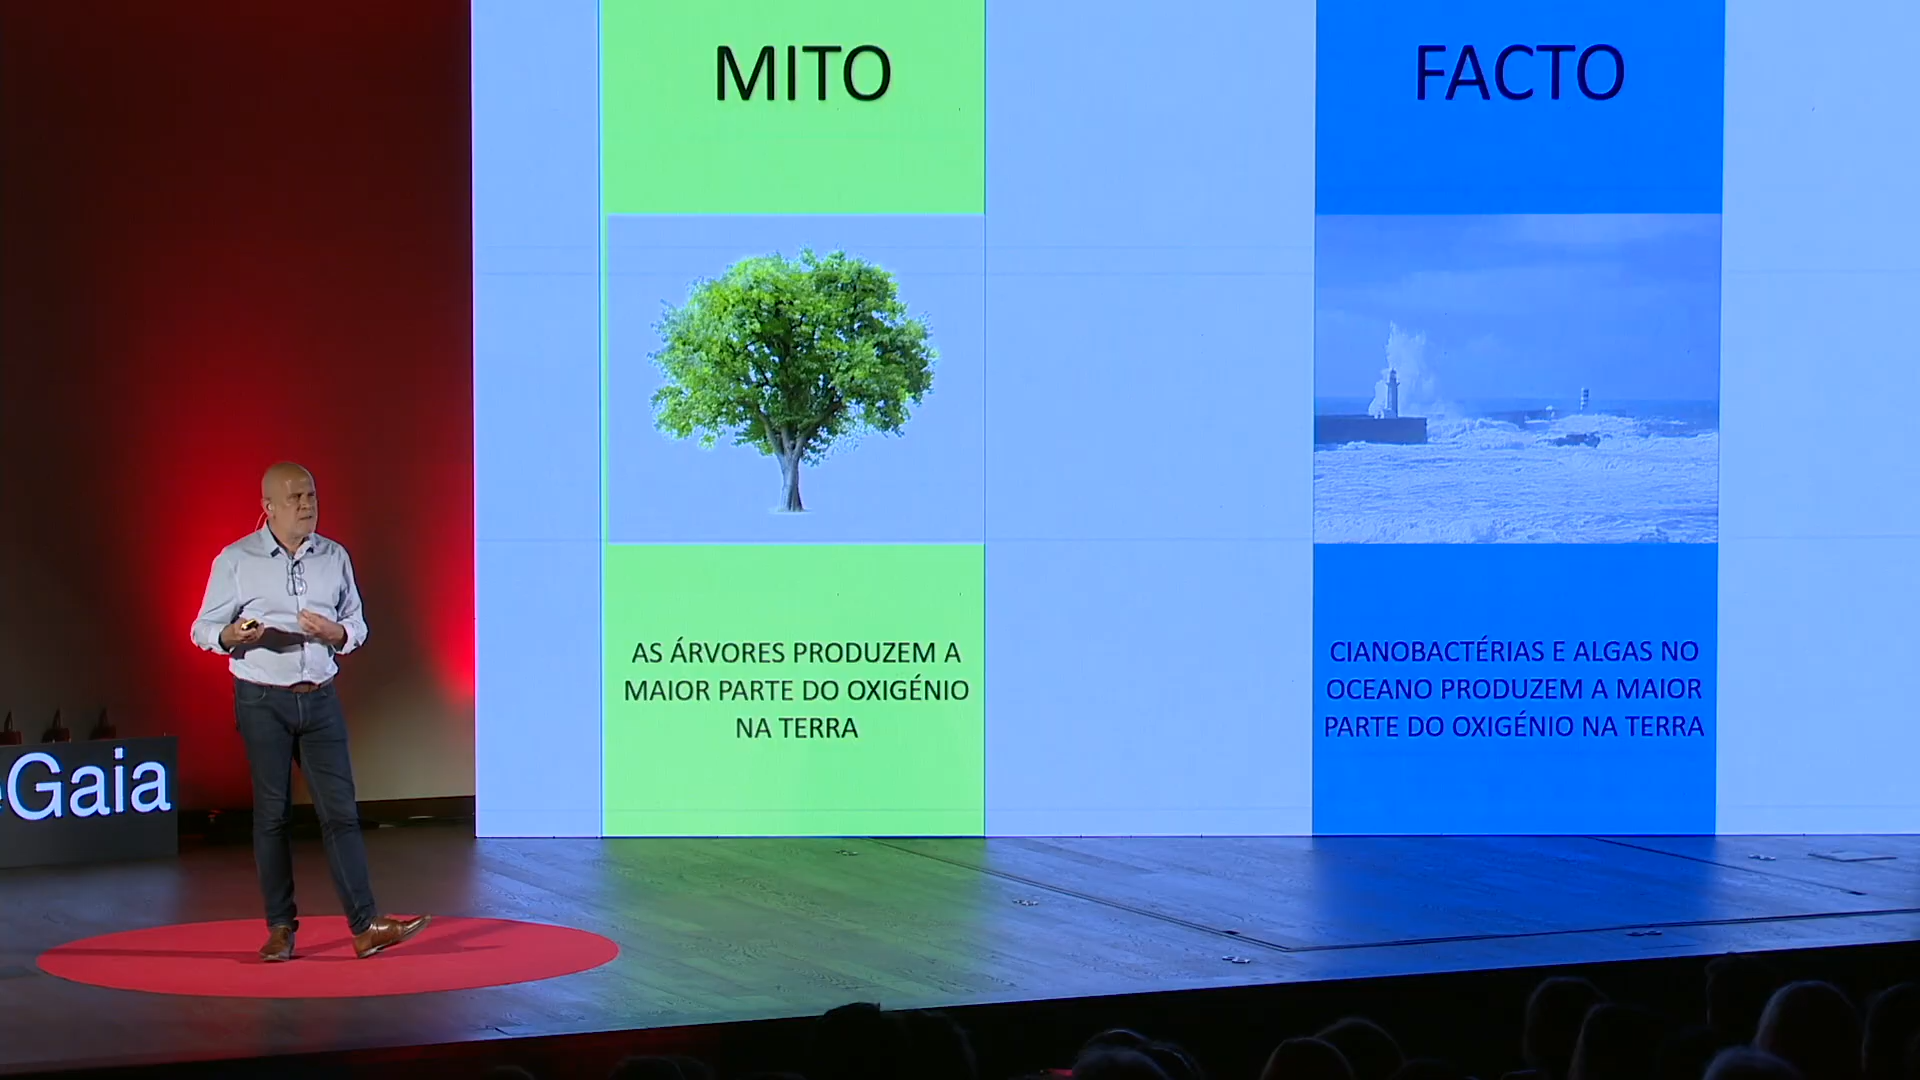 MITO
AS ÁRVORES PRODUZEM A
MAIOR PARTE DO OXIGÉNIO
NA TERRA
FACTO
CIANOBACTÉRIAS E ALGAS NO
OCEANO PRODUZEM A MAIOR
PARTE DO OXIGÉNIO NA TERRA
eGaia